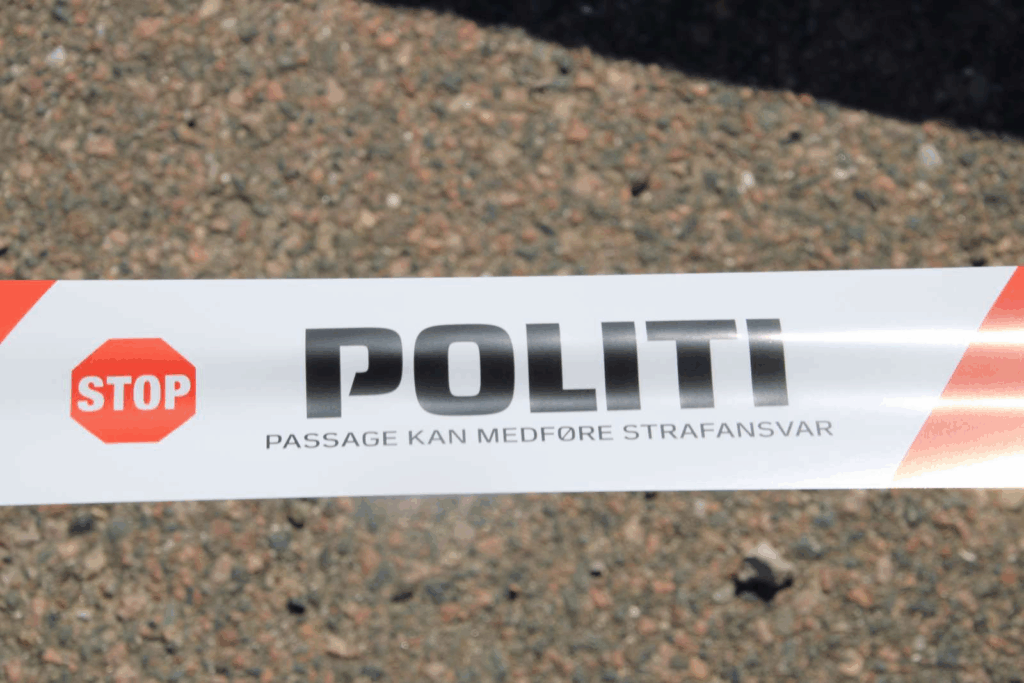 STOP
POLITI
PASSAGE KAN MEDFØRE STRAFANSVAR